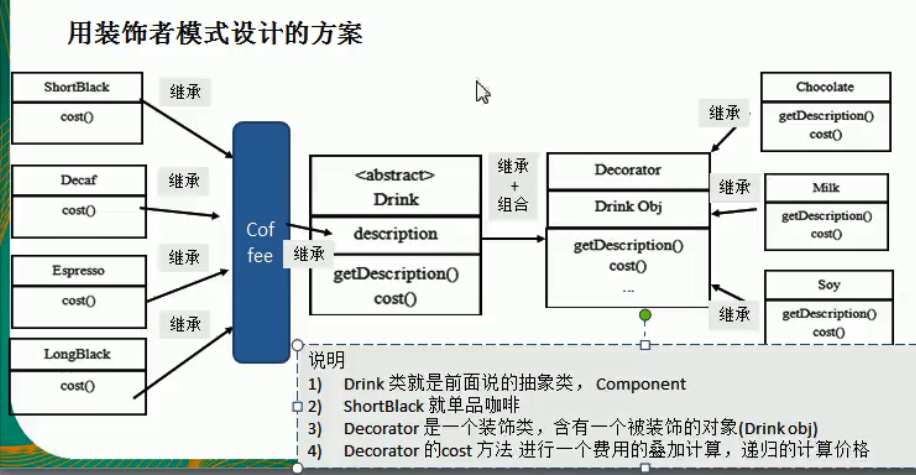 用装饰者模式设计的方案
ShortBlack
cost()
继承
Decaf
cost()
继承
Espresso
cost()
继承
LongBlack
cost()
继承
Cof
fee
继承
<abstract>
Drink
description
getDescription()
cost()
继承
+
组合
Decorator
Drink Obj
getDescription()
cost()
...
继承
Chocolate
getDescription()
cost()
继承
Milk
getDescription()
cost()
继承
Soy
getDescription()
cost()
说明
1) Drink 类就是前面说的抽象类， Component
2) ShortBlack 就单品咖啡
3) Decorator 是一个装饰类，含有一个被装饰的对象(Drink obj)
4) Decorator 的cost 方法 进行一个费用的叠加计算，递归的计算价格